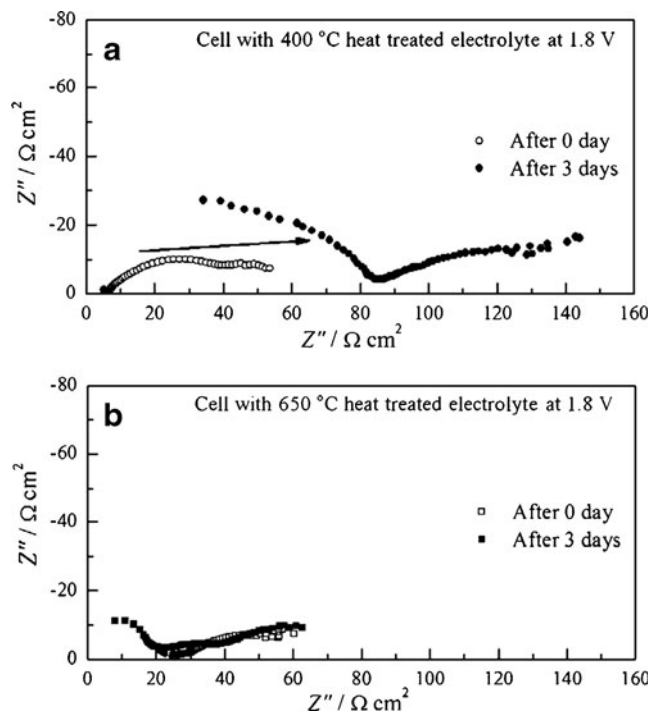 a
Cell with 400 °C heat treated electrolyte at 1.8 V
After 0 day
After 3 days
-80
-60
-40
-20
0
Z″ / Ω cm²
0 20 40 60 80 100 120 140 160
Z″ / Ω cm²
b
Cell with 650 °C heat treated electrolyte at 1.8 V
After 0 day
After 3 days
-80
-60
-40
-20
0
Z″ / Ω cm²
0 20 40 60 80 100 120 140 160
Z″ / Ω cm²